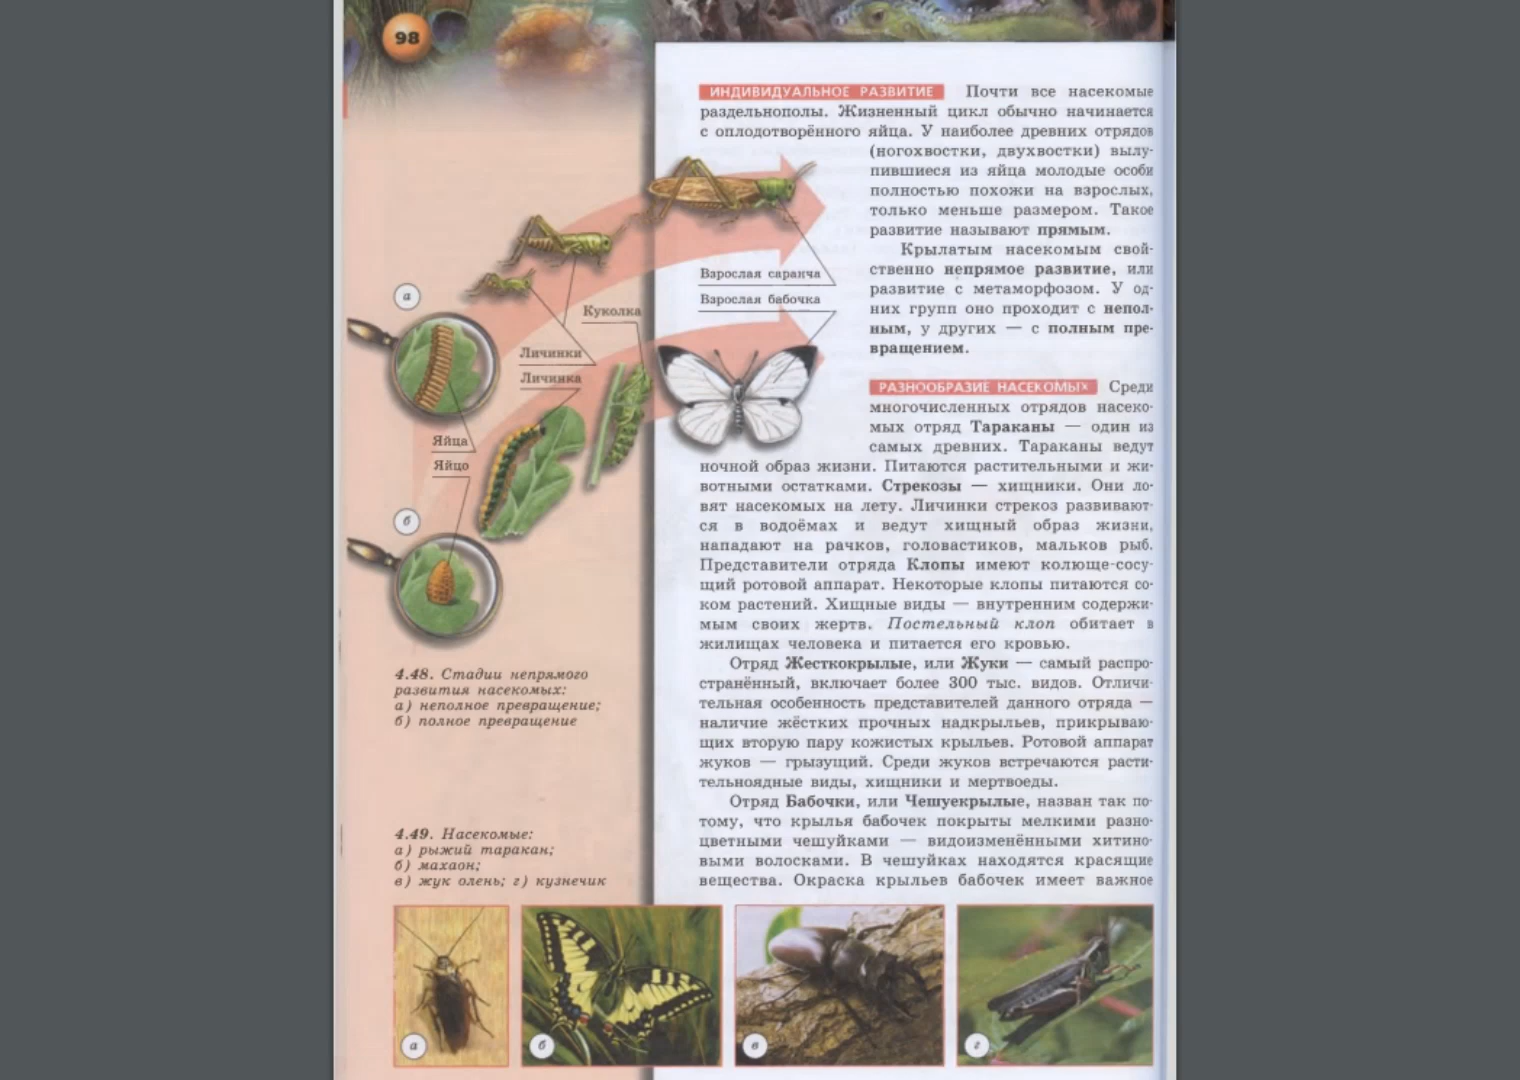 98
ИНДИВИДУАЛЬНОЕ РАЗВИТИЕ Почти все насекомые
раздельнополы. Жизненный цикл обычно начинается
с оплодотворённого яйца. У наиболее древних отрядов
(ногохвостки, двухвостки) вылу-
пившиеся из яйца молодые особи
полностью похожи на взрослых,
только меньше размером. Такое
развитие называют прямым.
Крылатым насекомым свой-
ственно непрямое развитие, или
развитие с метаморфозом. У од-
них групп оно проходит с непол-
ным, у других — с полным пре-
вращением.
Взрослая саранча
Взрослая бабочка
а
Куколка
Личинки
Личинка
Яйца
Яйцо
б
РАЗНООБРАЗИЕ НАСЕКОМЫХ Среди
многочисленных отрядов насеко-
мых отряд Тараканы — один из
самых древних. Тараканы ведут
ночной образ жизни. Питаются растительными и жи-
вотными остатками. Стрекозы — хищники. Они ло-
вят насекомых на лету. Личинки стрекоз развивают-
ся в водоёмах и ведут хищный образ жизни,
нападают на рачков, головастиков, мальков рыб.
Представители отряда Клопы имеют колюще-сосу-
щий ротовой аппарат. Некоторые клопы питаются со-
ком растений. Хищные виды — внутренним содержи-
мым своих жертв. Постельный клоп обитает в
жилищах человека и питается его кровью.
Отряд Жесткокрылые, или Жуки — самый распро-
странённый, включает более 300 тыс. видов. Отличи-
тельная особенность представителей данного отряда —
наличие жёстких прочных надкрыльев, прикрываю-
щих вторую пару кожистых крыльев. Ротовой аппарат
жуков — грызущий. Среди жуков встречаются расти-
тельноядные виды, хищники и мертвоеды.
Отряд Бабочки, или Чешуекрылые, назван так по-
тому, что крылья бабочек покрыты мелкими разно-
цветными чешуйками — видоизменёнными хитино-
выми волосками. В чешуйках находятся красящие
вещества. Окраска крыльев бабочек имеет важное
4.48. Стадии непрямого
развития насекомых:
а) неполное превращение;
б) полное превращение
4.49. Насекомые:
а) рыжий таракан;
б) махаон;
в) жук олень; г) кузнечик
а
б
в
г